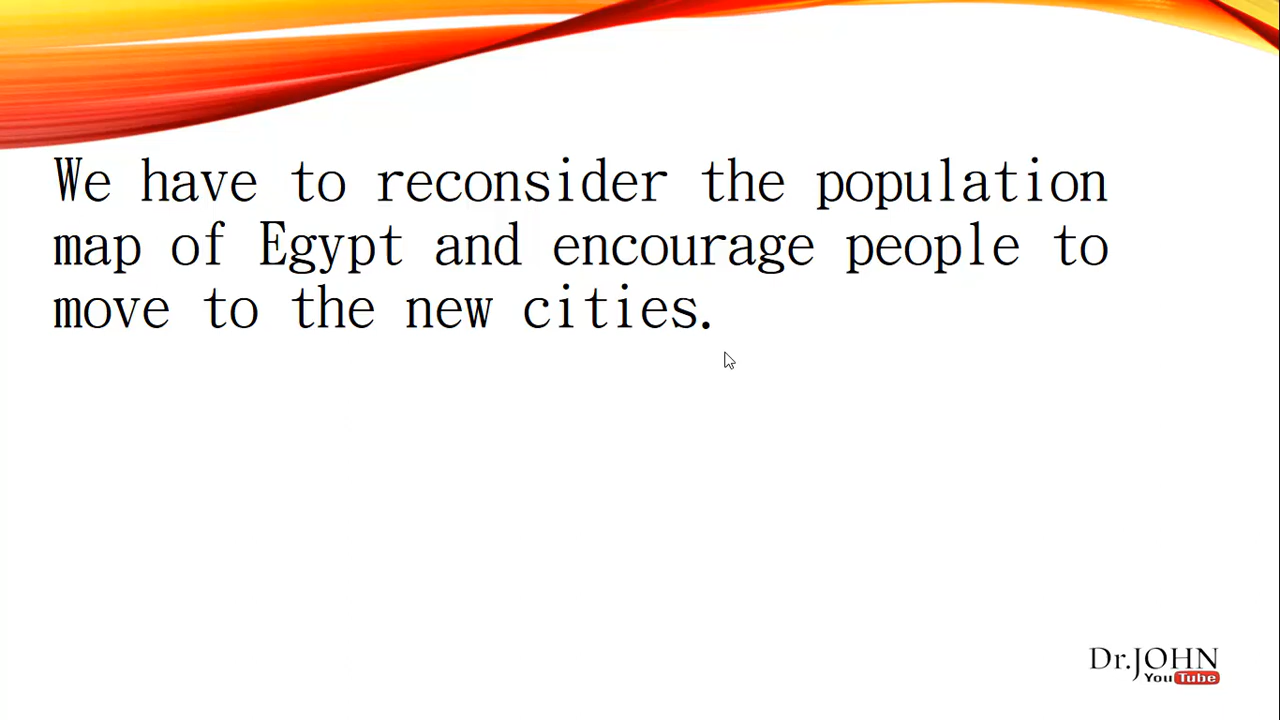 We have to reconsider the population
map of Egypt and encourage people to
move to the new cities.
Dr.JOHN
YouTube